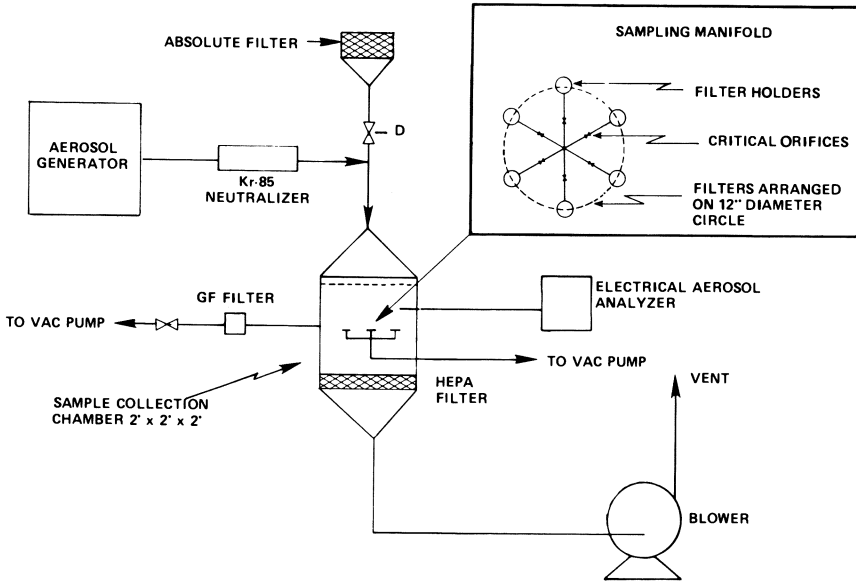 ABSOLUTE FILTER
D
AEROSOL
GENERATOR
Kr-85
NEUTRALIZER
SAMPLING MANIFOLD
FILTER HOLDERS
CRITICAL ORIFICES
FILTERS ARRANGED
ON 12" DIAMETER
CIRCLE
GF FILTER
TO VAC PUMP
ELECTRICAL AEROSOL
ANALYZER
TO VAC PUMP
HEPA
FILTER
SAMPLE COLLECTION
CHAMBER 2' x 2' x 2'
VENT
BLOWER